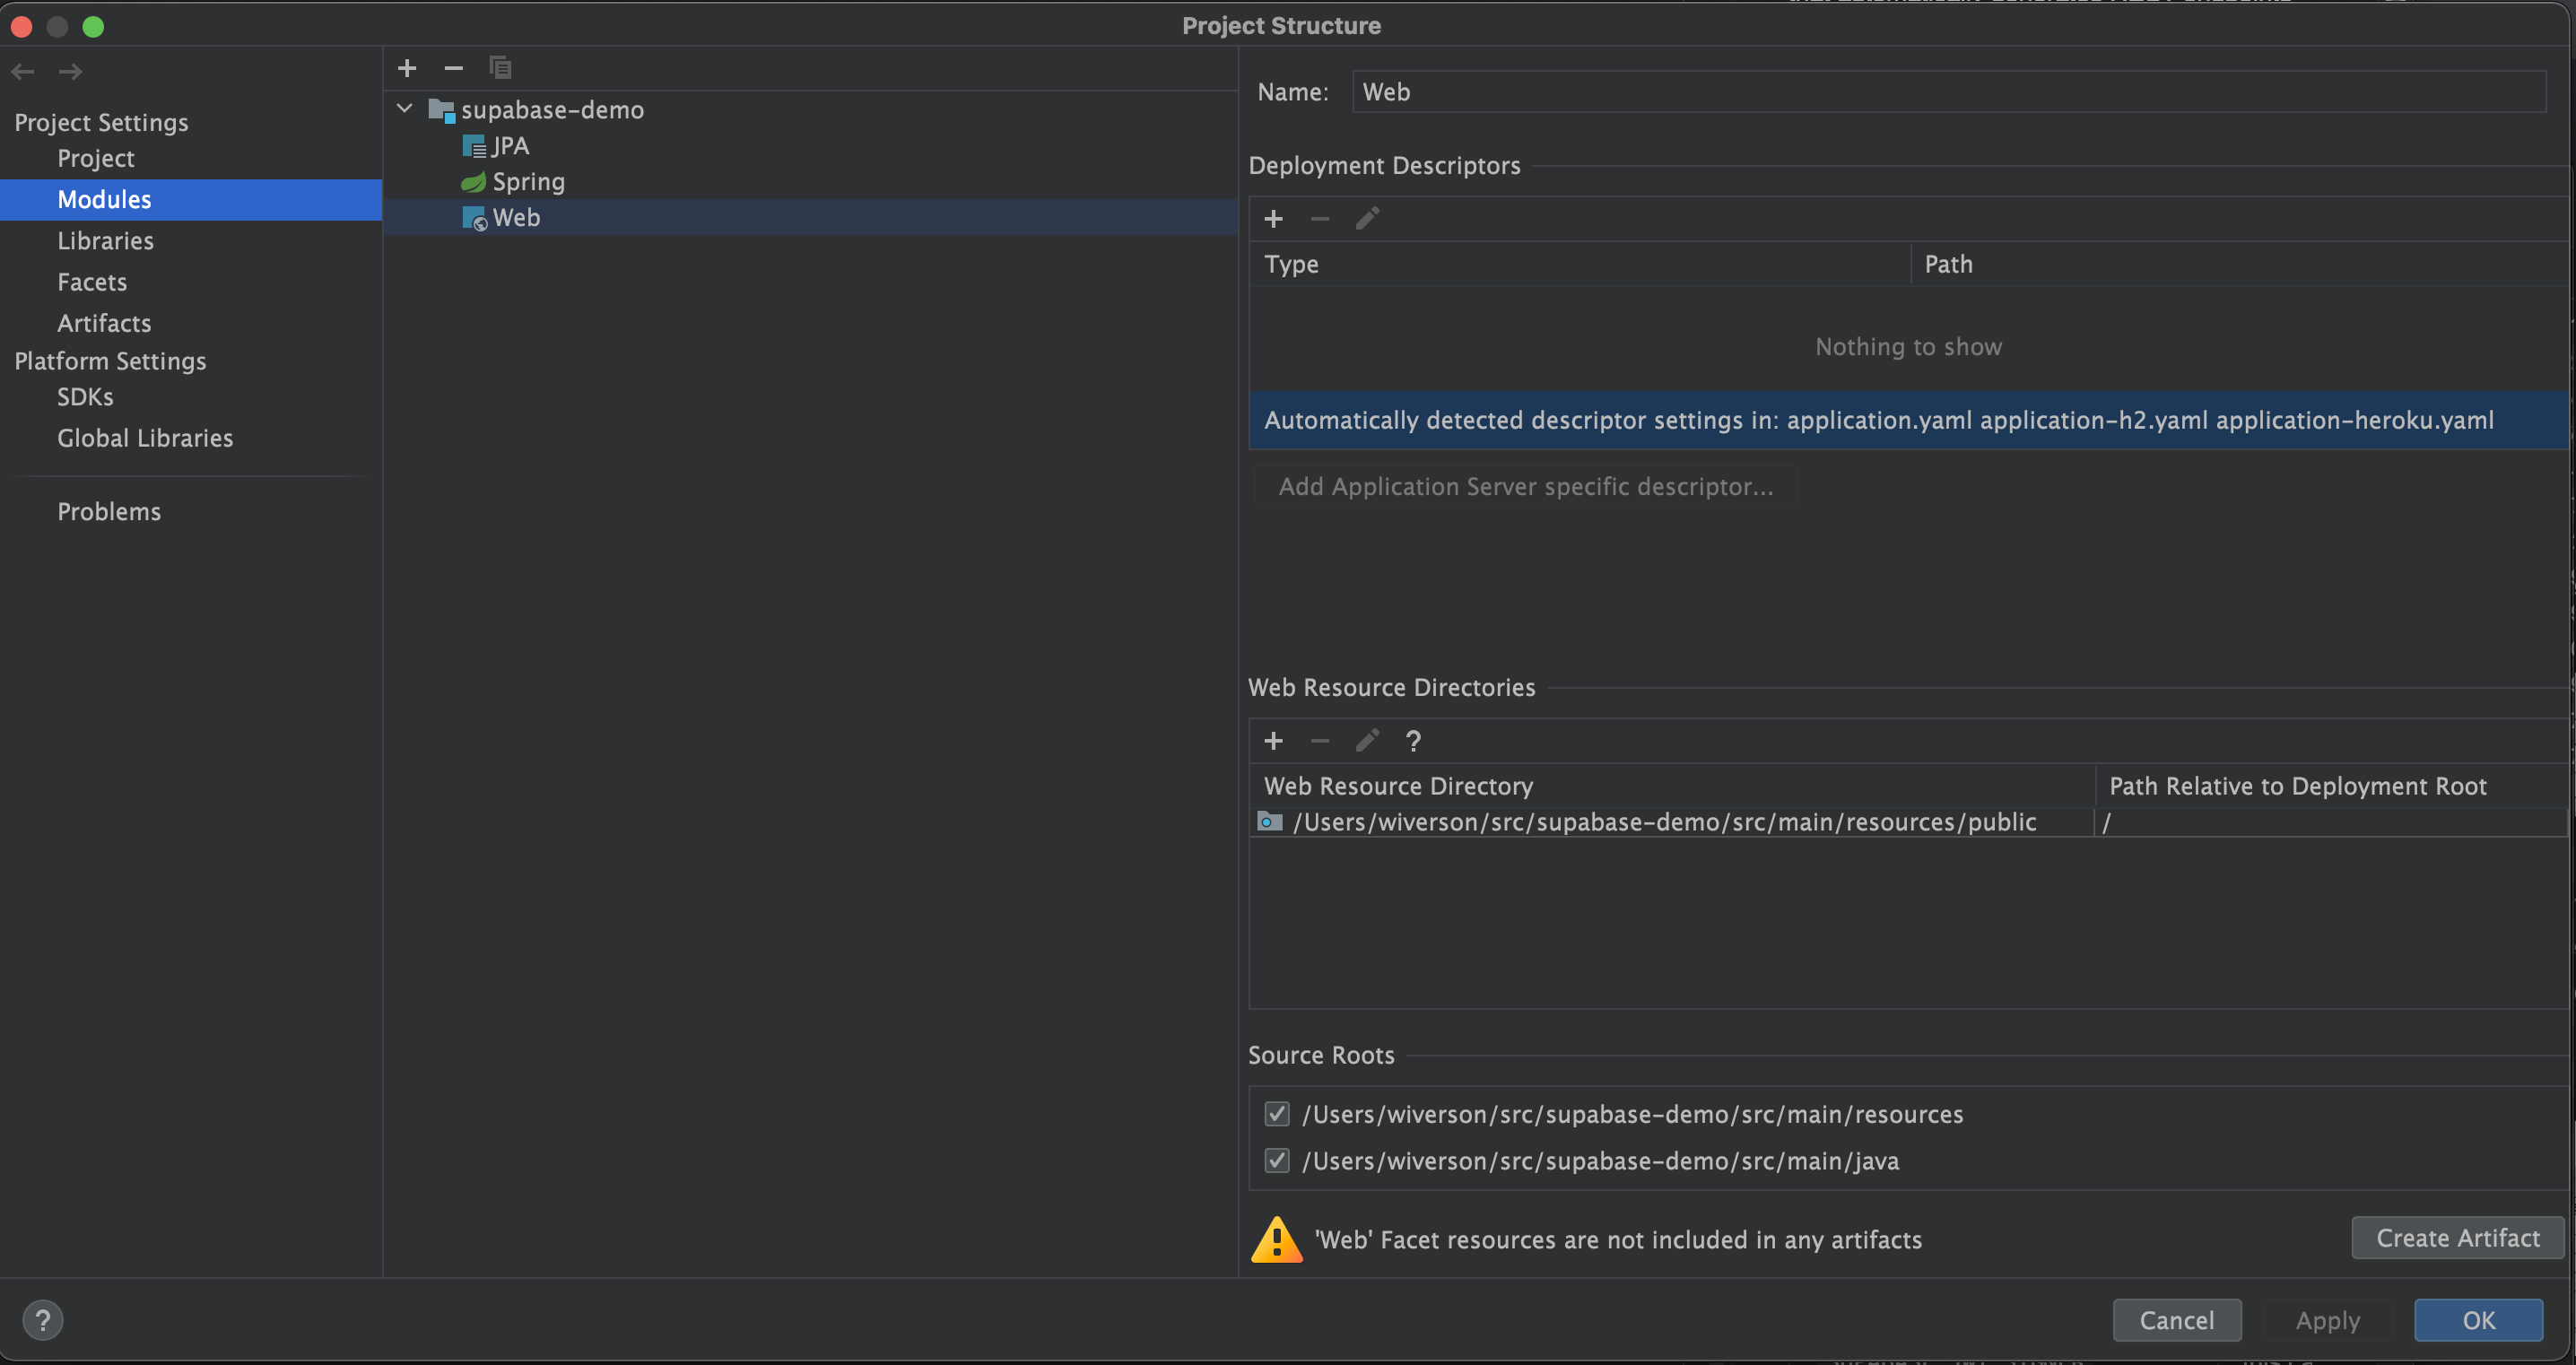 Project Structure
Project Settings
Project
Modules
Libraries
Facets
Artifacts
Platform Settings
SDKs
Global Libraries
Problems
supabase-demo
JPA
Spring
Web
Name: Web
Deployment Descriptors
Type Path
Nothing to show
Automatically detected descriptor settings in: application.yaml application-h2.yaml application-heroku.yaml
Add Application Server specific descriptor...
Web Resource Directories
?
Web Resource Directory Path Relative to Deployment Root
/Users/wiverson/src/supabase-demo/src/main/resources/public /
Source Roots
/Users/wiverson/src/supabase-demo/src/main/resources
/Users/wiverson/src/supabase-demo/src/main/java
'Web' Facet resources are not included in any artifacts Create Artifact
? Cancel Apply OK